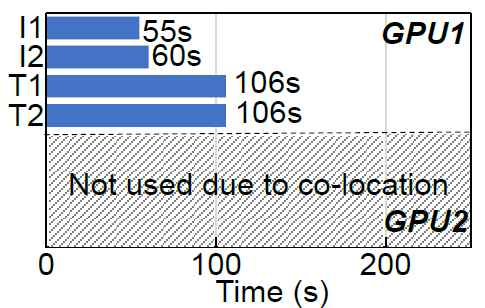 I1 55s GPU1
I2 60s
T1 106s
T2 106s
Not used due to co-location
GPU2
0 100 200
Time (s)